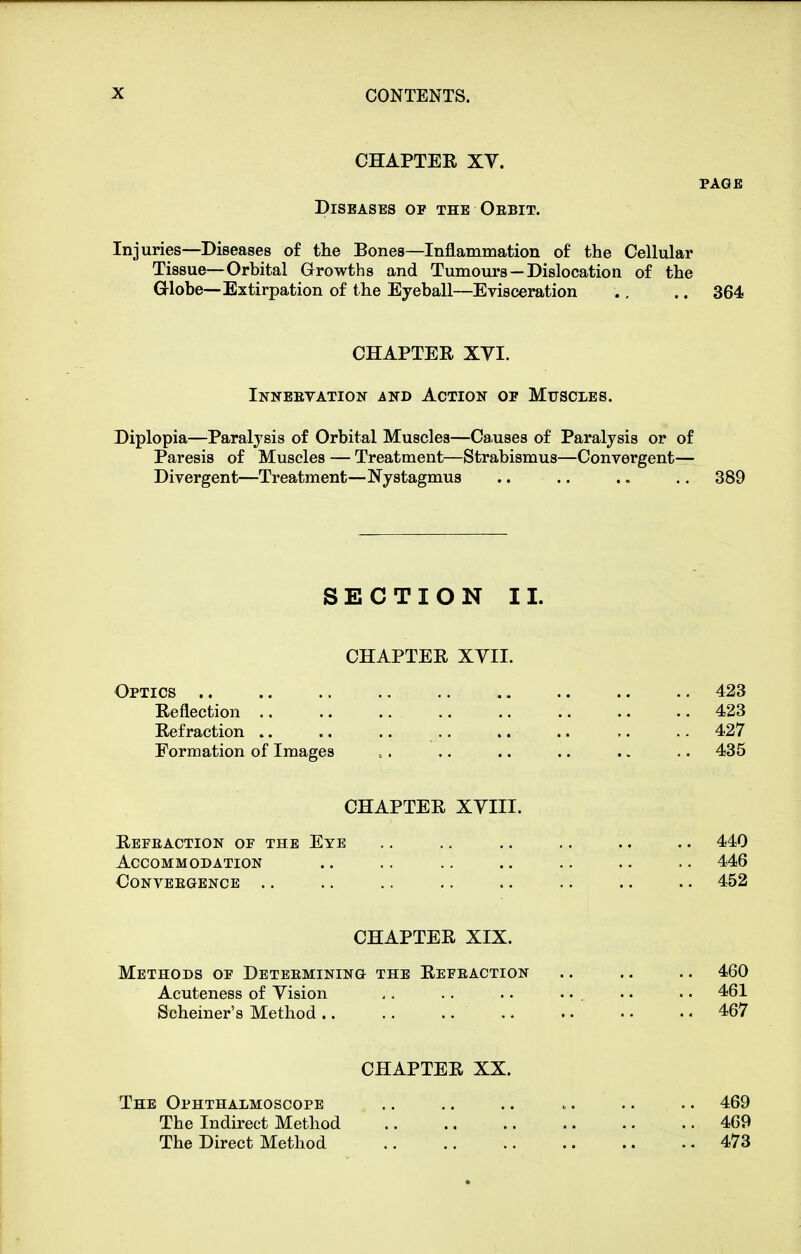 X CONTENTS.
CHAPTER XV.
PAGE
DISEASES OF THE ORBIT.
Injuries—Diseases of the Bones—Inflammation of the Cellular
Tissue—Orbital Growths and Tumours—Dislocation of the
Globe—Extirpation of the Eyeball—Evisceration .. .. 364
CHAPTER XVI.
INNERVATION AND ACTION OF MUSCLES.
Diplopia—Paralysis of Orbital Muscles—Causes of Paralysis or of
Paresis of Muscles — Treatment—Strabismus—Convergent—
Divergent—Treatment—Nystagmus .. .. .. .. 389
SECTION II.
CHAPTER XVII.
OPTICS .. .. .. .. .. .. .. .. .. 423
Reflection .. .. .. .. .. .. .. .. 423
Refraction .. .. .. .. .. .. .. .. 427
Formation of Images .. .. .. .. .. .. 435
CHAPTER XVIII.
REFRACTION OF THE EYE .. .. .. .. .. .. 440
ACCOMMODATION .. .. .. .. .. .. .. 446
CONVERGENCE .. .. .. .. .. .. .. .. 452
CHAPTER XIX.
METHODS OF DETERMINING THE REFRACTION .. .. .. 460
Acuteness of Vision .. .. .. .. .. .. 461
Scheiner's Method .. .. .. .. .. .. .. 467
CHAPTER XX.
THE OPHTHALMOSCOPE .. .. .. .. .. .. 469
The Indirect Method .. .. .. .. .. .. 469
The Direct Method .. .. .. .. .. .. 473